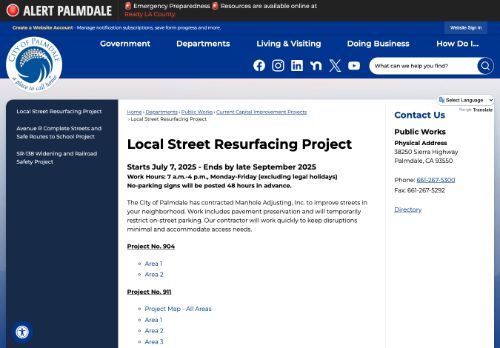 ALERT PALMDALE
🚨 Emergency Preparedness 🚨 Resources are available online at
Ready LA County.
Create a Website Account - Manage notification subscriptions, save form progress and more.
Website Sign In
CITY OF PALMDALE
a place to call home
Government
Departments
Living & Visiting
Doing Business
How Do I...
What can we help you find?
Select Language
Google Translate
Local Street Resurfacing Project
Avenue R Complete Streets and
Safe Routes to School Project
SR-138 Widening and Railroad
Safety Project
Home › Departments › Public Works › Current Capital Improvement Projects
› Local Street Resurfacing Project
Local Street Resurfacing Project
Starts July 7, 2025 - Ends by late September 2025
Work Hours: 7 a.m.-4 p.m., Monday-Friday (excluding legal holidays)
No-parking signs will be posted 48 hours in advance.
The City of Palmdale has contracted Manhole Adjusting, Inc. to improve streets in
your neighborhood. Work includes pavement preservation and will temporarily
restrict on-street parking. Our contractor will work quickly to keep disruptions
minimal and accommodate access needs.
Project No. 904
Area 1
Area 2
Project No. 911
Project Map - All Areas
Area 1
Area 2
Area 3
Contact Us
Public Works
Physical Address
38250 Sierra Highway
Palmdale, CA 93550
Phone: 661-267-5300
Fax: 661-267-5292
Directory